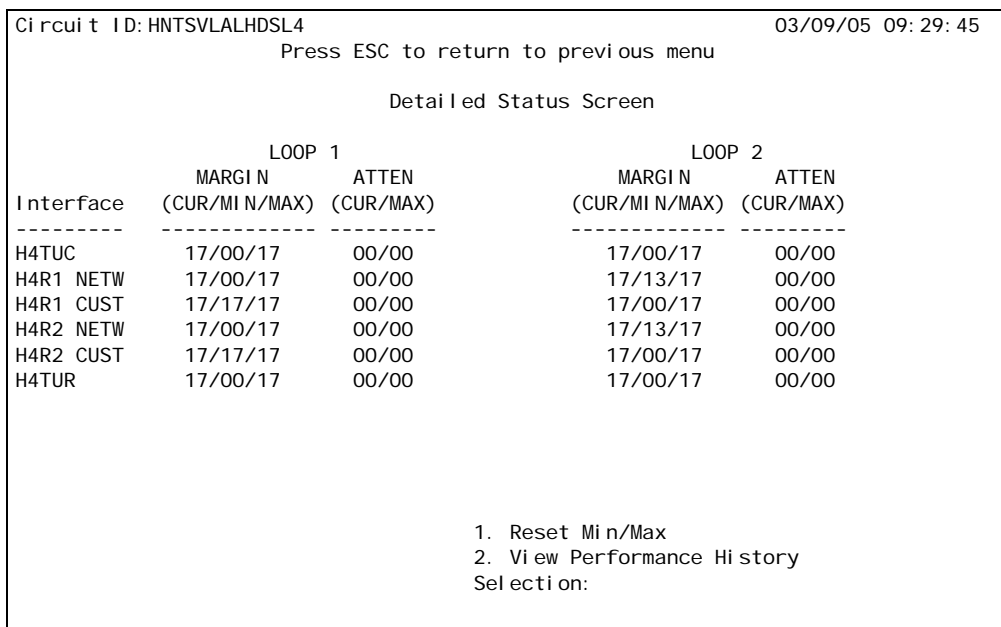 Circuit ID:HNTSVLALHDSL4 03/09/05 09:29:45
Press ESC to return to previous menu
Detailed Status Screen
LOOP 1 LOOP 2
MARGIN ATTEN MARGIN ATTEN
Interface (CUR/MIN/MAX) (CUR/MAX) (CUR/MIN/MAX) (CUR/MAX)
--------- ------------- --------- ------------- ---------
H4TUC 17/00/17 00/00 17/00/17 00/00
H4R1 NETW 17/00/17 00/00 17/13/17 00/00
H4R1 CUST 17/17/17 00/00 17/00/17 00/00
H4R2 NETW 17/00/17 00/00 17/13/17 00/00
H4R2 CUST 17/17/17 00/00 17/00/17 00/00
H4TUR 17/00/17 00/00 17/00/17 00/00
1. Reset Min/Max
2. View Performance History
Selection: